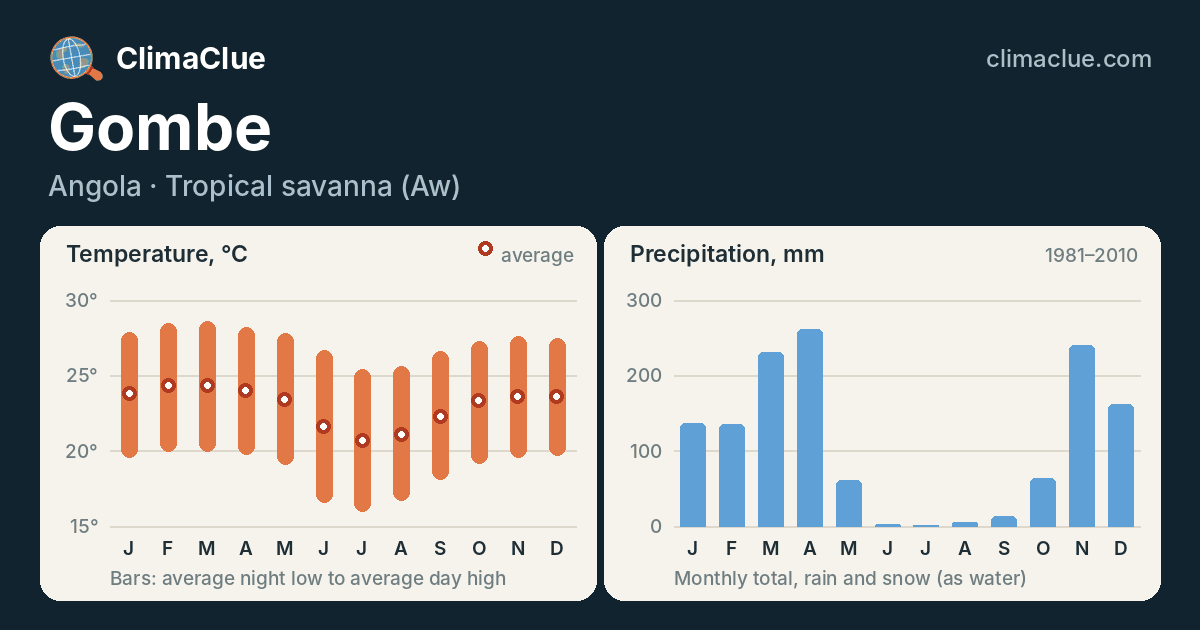 ClimaClue
climaclue.com
Gombe
Angola · Tropical savanna (Aw)
Temperature, °C
average
30°
25°
20°
15°
J F M A M J J A S O N D
Bars: average night low to average day high
Precipitation, mm
1981–2010
300
200
100
0
J F M A M J J A S O N D
Monthly total, rain and snow (as water)